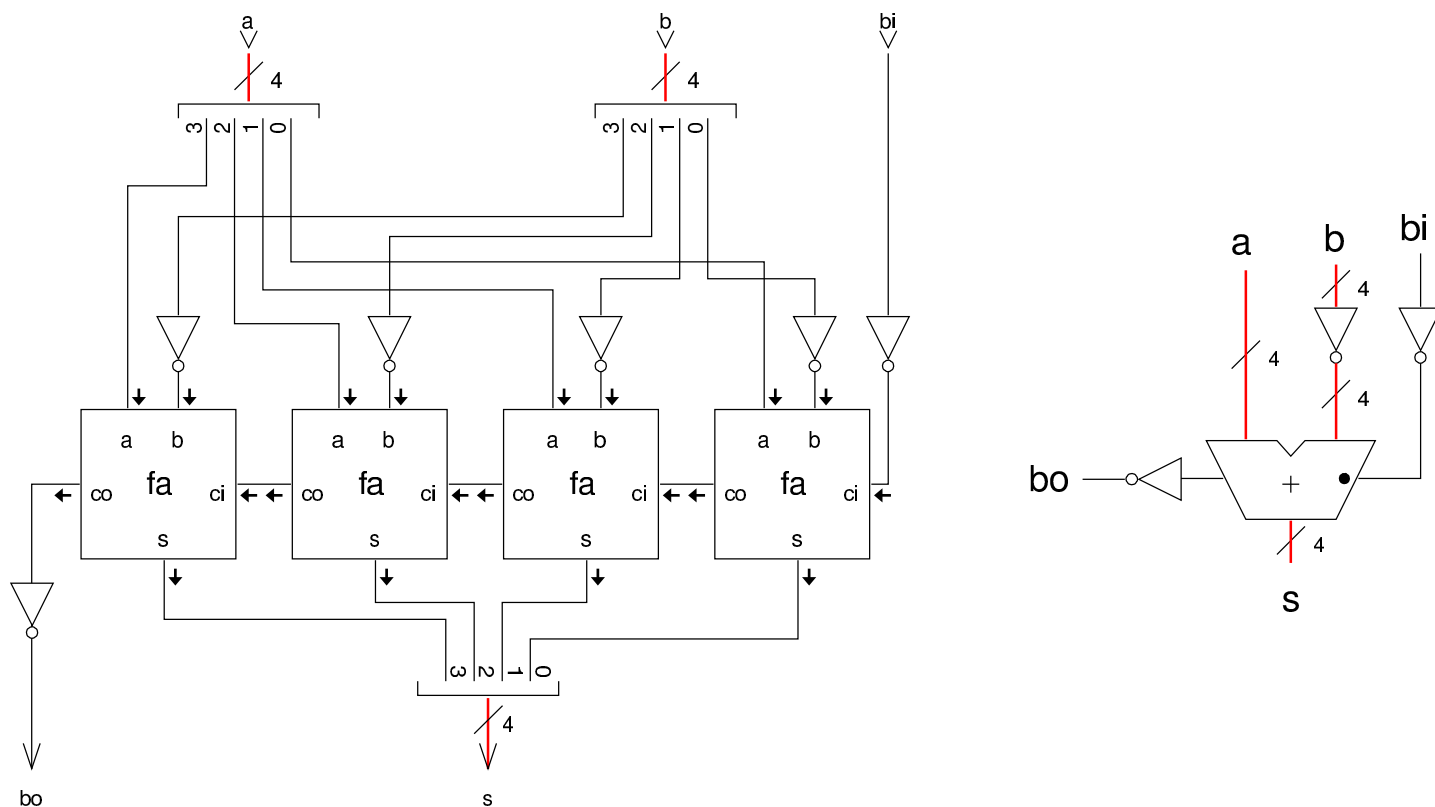 a b bi
4 4
3 2 1 0 3 2 1 0
a b bi
4
4
4 4
a b a b a b a b
fa fa fa fa
co ci co ci co ci co ci
bo +
s s s s
4
s
3 2 1 0
4
bo s